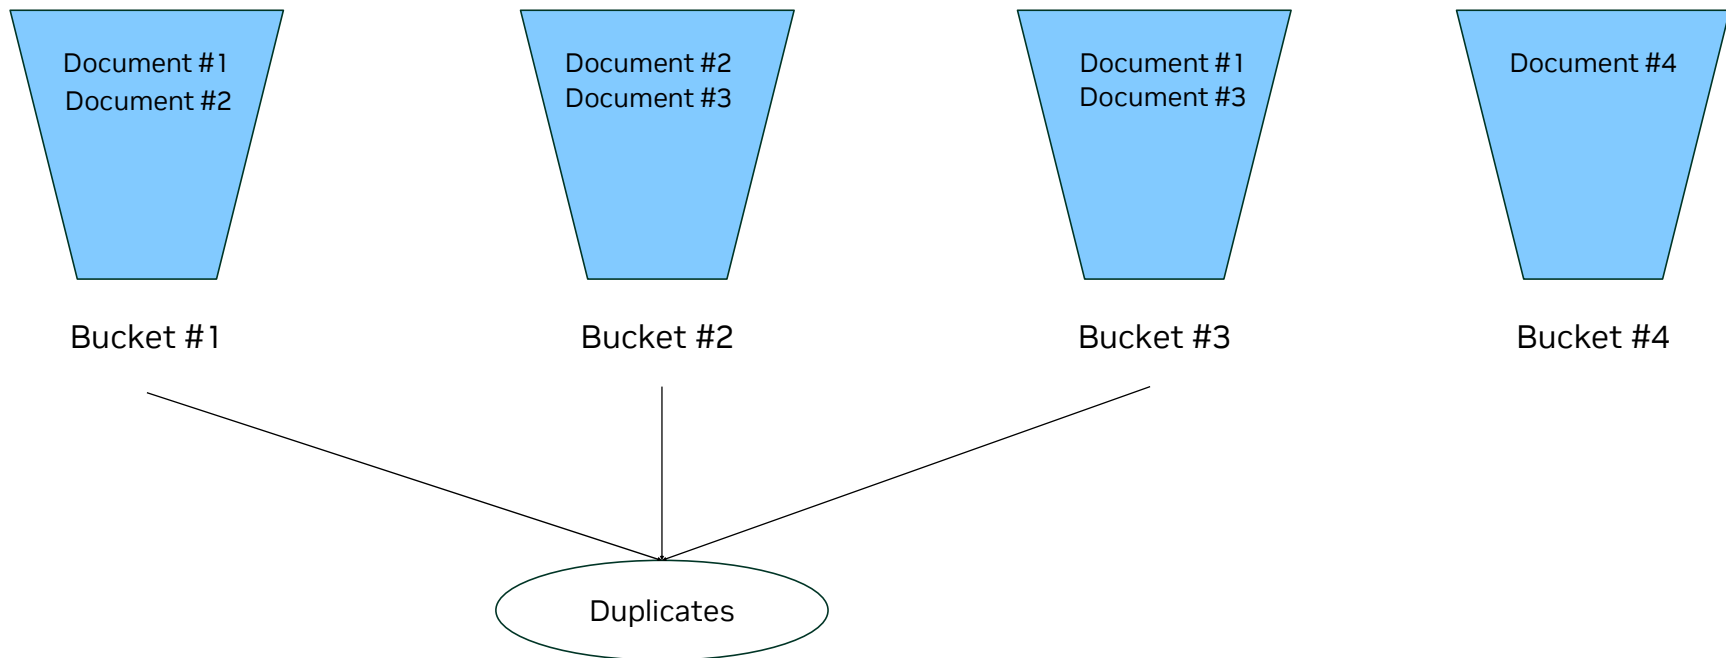 Document #1
Document #2
Document #2
Document #3
Document #1
Document #3
Document #4
Bucket #1
Bucket #2
Bucket #3
Bucket #4
Duplicates